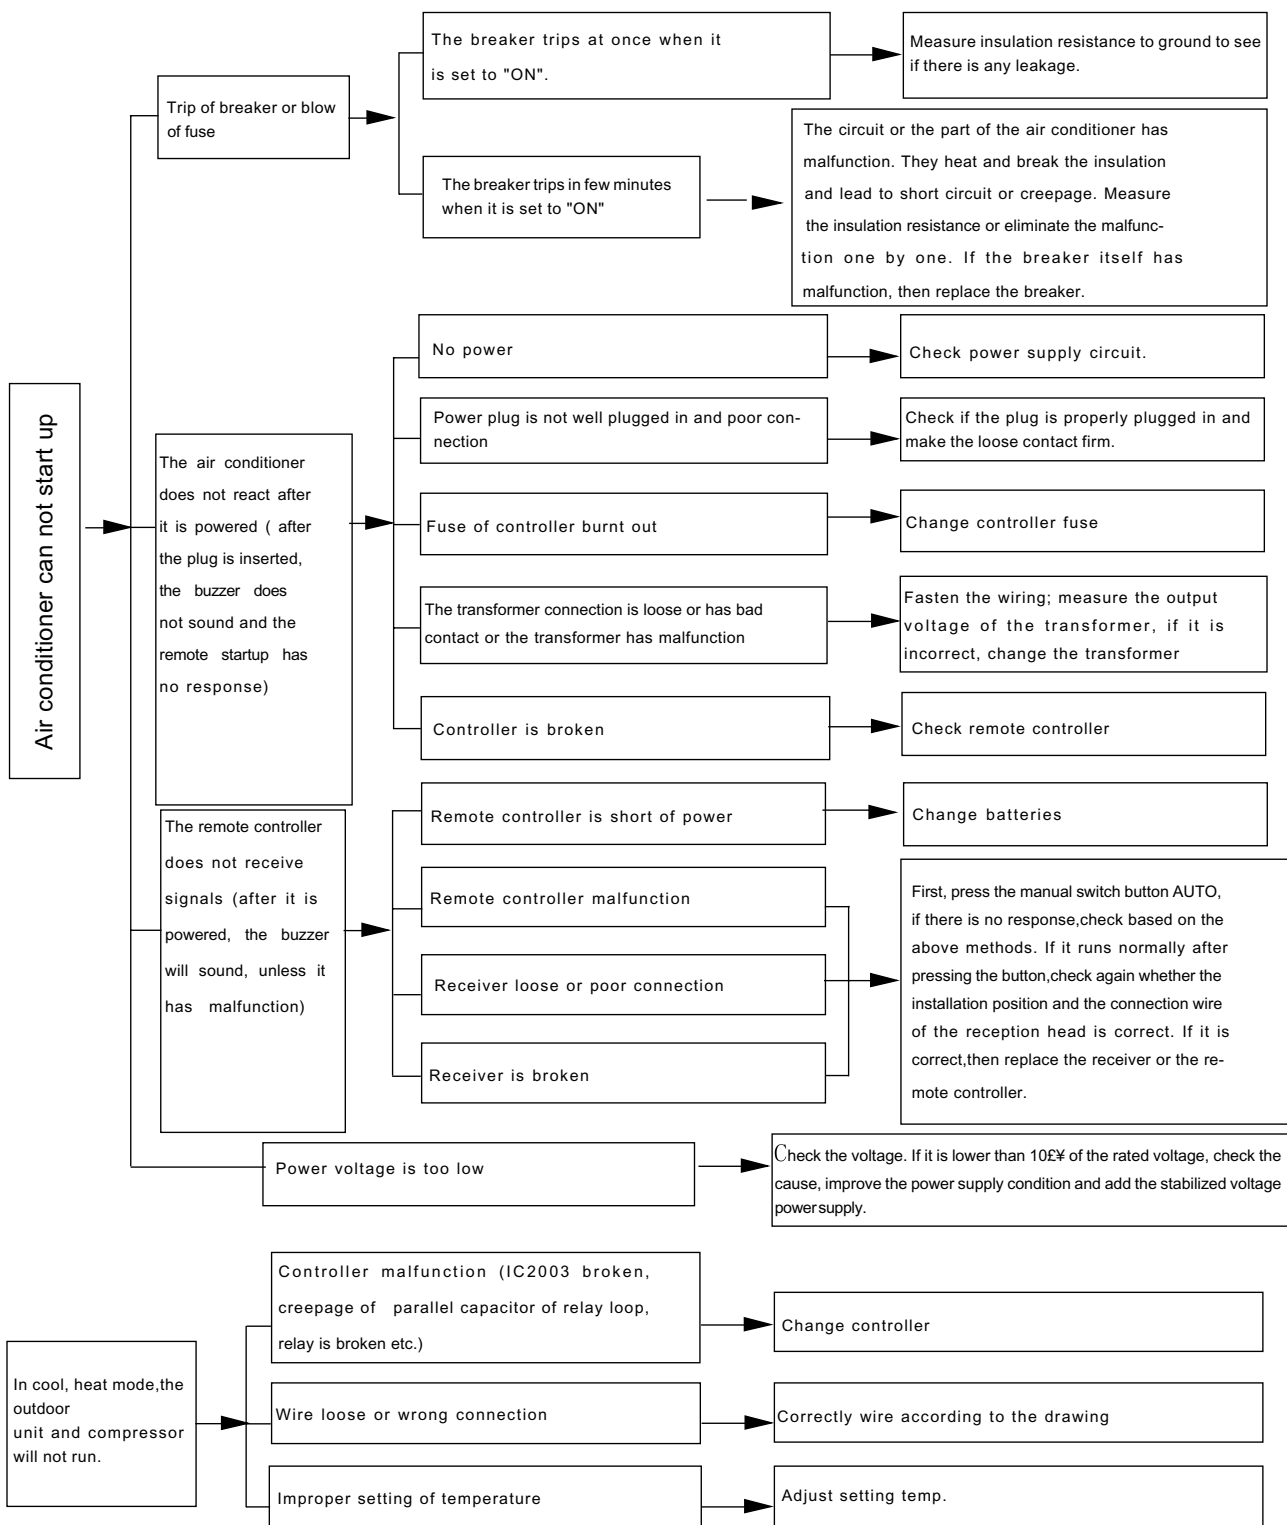 Air conditioner can not start up
Trip of breaker or blow
of fuse
The breaker trips at once when it
is set to "ON".
Measure insulation resistance to ground to see
if there is any leakage.
The breaker trips in few minutes
when it is set to "ON"
The circuit or the part of the air conditioner has
malfunction. They heat and break the insulation
and lead to short circuit or creepage. Measure
the insulation resistance or eliminate the malfunc-
tion one by one. If the breaker itself has
malfunction, then replace the breaker.
The air conditioner
does not react after
it is powered ( after
the plug is inserted,
the buzzer does
not sound and the
remote startup has
no response)
No power
Check power supply circuit.
Power plug is not well plugged in and poor con-
nection
Check if the plug is properly plugged in and
make the loose contact firm.
Fuse of controller burnt out
Change controller fuse
The transformer connection is loose or has bad
contact or the transformer has malfunction
Fasten the wiring; measure the output
voltage of the transformer, if it is
incorrect, change the transformer
Controller is broken
Check remote controller
The remote controller
does not receive
signals (after it is
powered, the buzzer
will sound, unless it
has malfunction)
Remote controller is short of power
Change batteries
Remote controller malfunction
Receiver loose or poor connection
Receiver is broken
First, press the manual switch button AUTO,
if there is no response,check based on the
above methods. If it runs normally after
pressing the button,check again whether the
installation position and the connection wire
of the reception head is correct. If it is
correct,then replace the receiver or the re-
mote controller.
Power voltage is too low
Check the voltage. If it is lower than 10£¥ of the rated voltage, check the
cause, improve the power supply condition and add the stabilized voltage
power supply.
In cool, heat mode,the
outdoor
unit and compressor
will not run.
Controller malfunction (IC2003 broken,
creepage of parallel capacitor of relay loop,
relay is broken etc.)
Change controller
Wire loose or wrong connection
Correctly wire according to the drawing
Improper setting of temperature
Adjust setting temp.